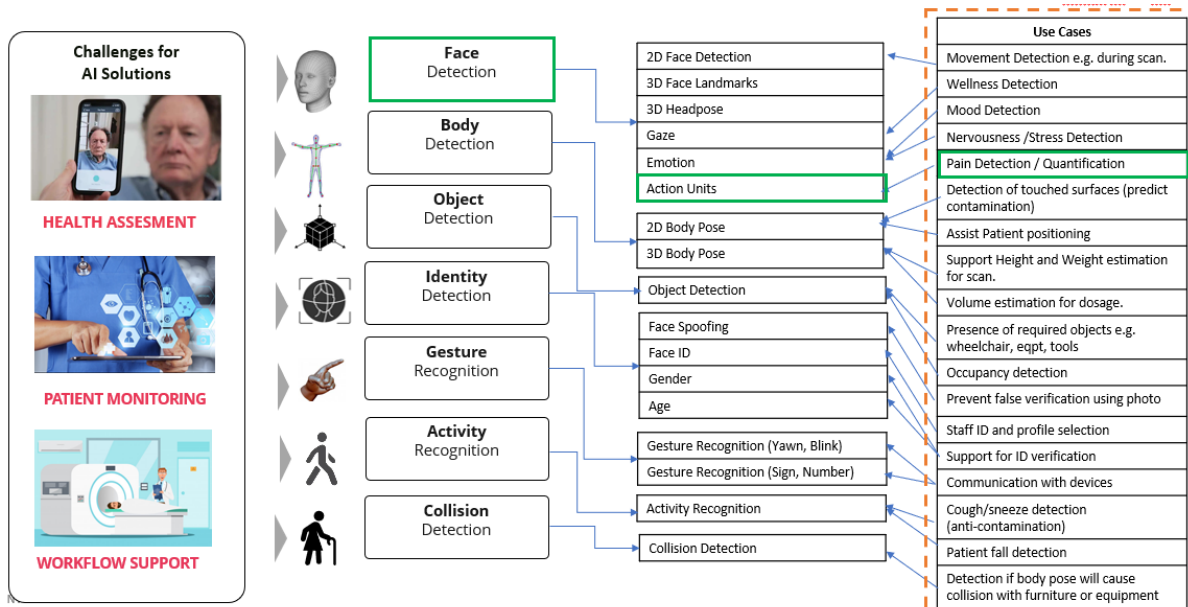 Challenges for
AI Solutions
HEALTH ASSESMENT
PATIENT MONITORING
WORKFLOW SUPPORT
Face
Detection
Body
Detection
Object
Detection
Identity
Detection
Gesture
Recognition
Activity
Recognition
Collision
Detection
2D Face Detection
3D Face Landmarks
3D Headpose
Gaze
Emotion
Action Units
2D Body Pose
3D Body Pose
Object Detection
Face Spoofing
Face ID
Gender
Age
Gesture Recognition (Yawn, Blink)
Gesture Recognition (Sign, Number)
Activity Recognition
Collision Detection
Use Cases
Movement Detection e.g. during scan.
Wellness Detection
Mood Detection
Nervousness /Stress Detection
Pain Detection / Quantification
Detection of touched surfaces (predict
contamination)
Assist Patient positioning
Support Height and Weight estimation
for scan.
Volume estimation for dosage.
Presence of required objects e.g.
wheelchair, eqpt, tools
Occupancy detection
Prevent false verification using photo
Staff ID and profile selection
Support for ID verification
Communication with devices
Cough/sneeze detection
(anti-contamination)
Patient fall detection
Detection if body pose will cause
collision with furniture or equipment